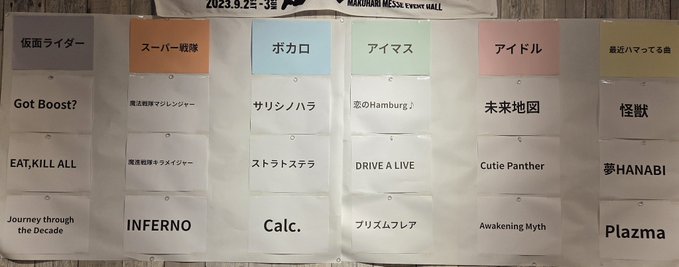 2023.9.2
MAKUHARI MESSE EVENT HALL
仮面ライダー
スーパー戦隊
ボカロ
アイマス
アイドル
最近ハマってる曲
Got Boost?
魔法戦隊マジレンジャー
サリシノハラ
恋のHamburg♪
未来地図
怪獣
EAT,KILL ALL
魔進戦隊キラメイジャー
ストラトステラ
DRIVE A LIVE
Cutie Panther
夢HANABI
Journey through
the Decade
INFERNO
Calc.
プリズムフレア
Awakening Myth
Plazma